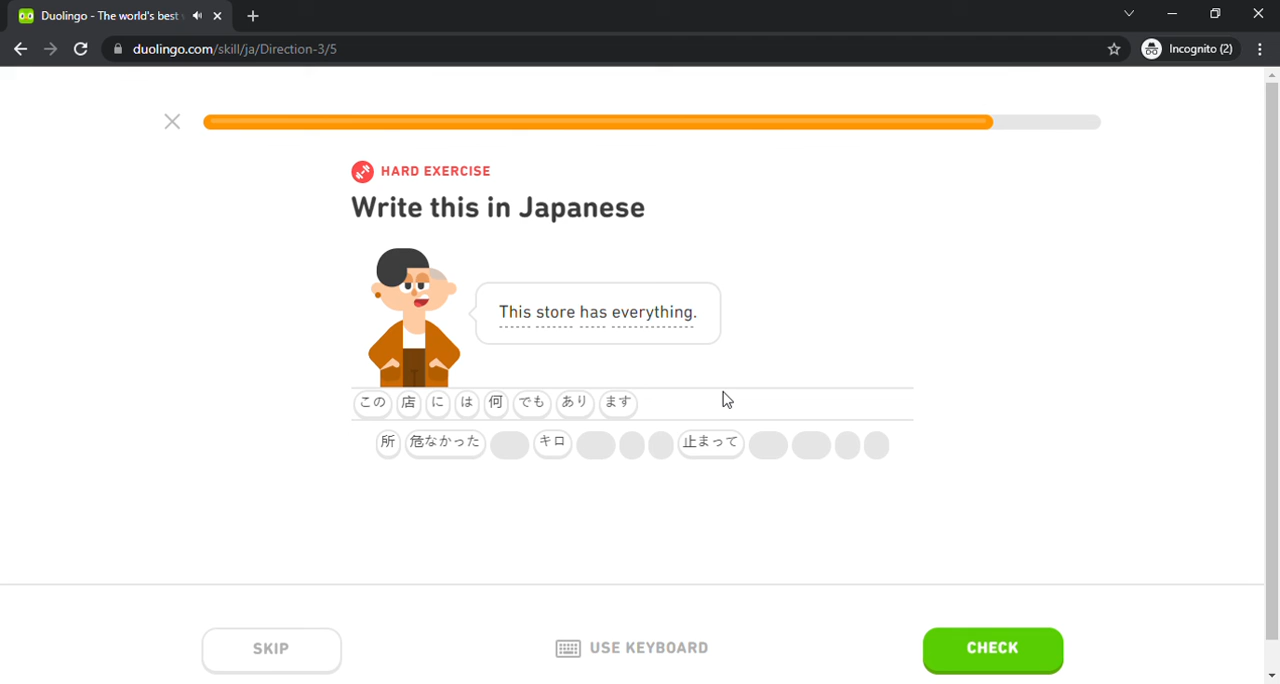 Duolingo - The world's best
duolingo.com/skill/ja/Direction-3/5
Incognito (2)
HARD EXERCISE
Write this in Japanese
This store has everything.
この 店 に は 何 でも あり ます
所 危なかった キロ 止まって
SKIP
USE KEYBOARD
CHECK